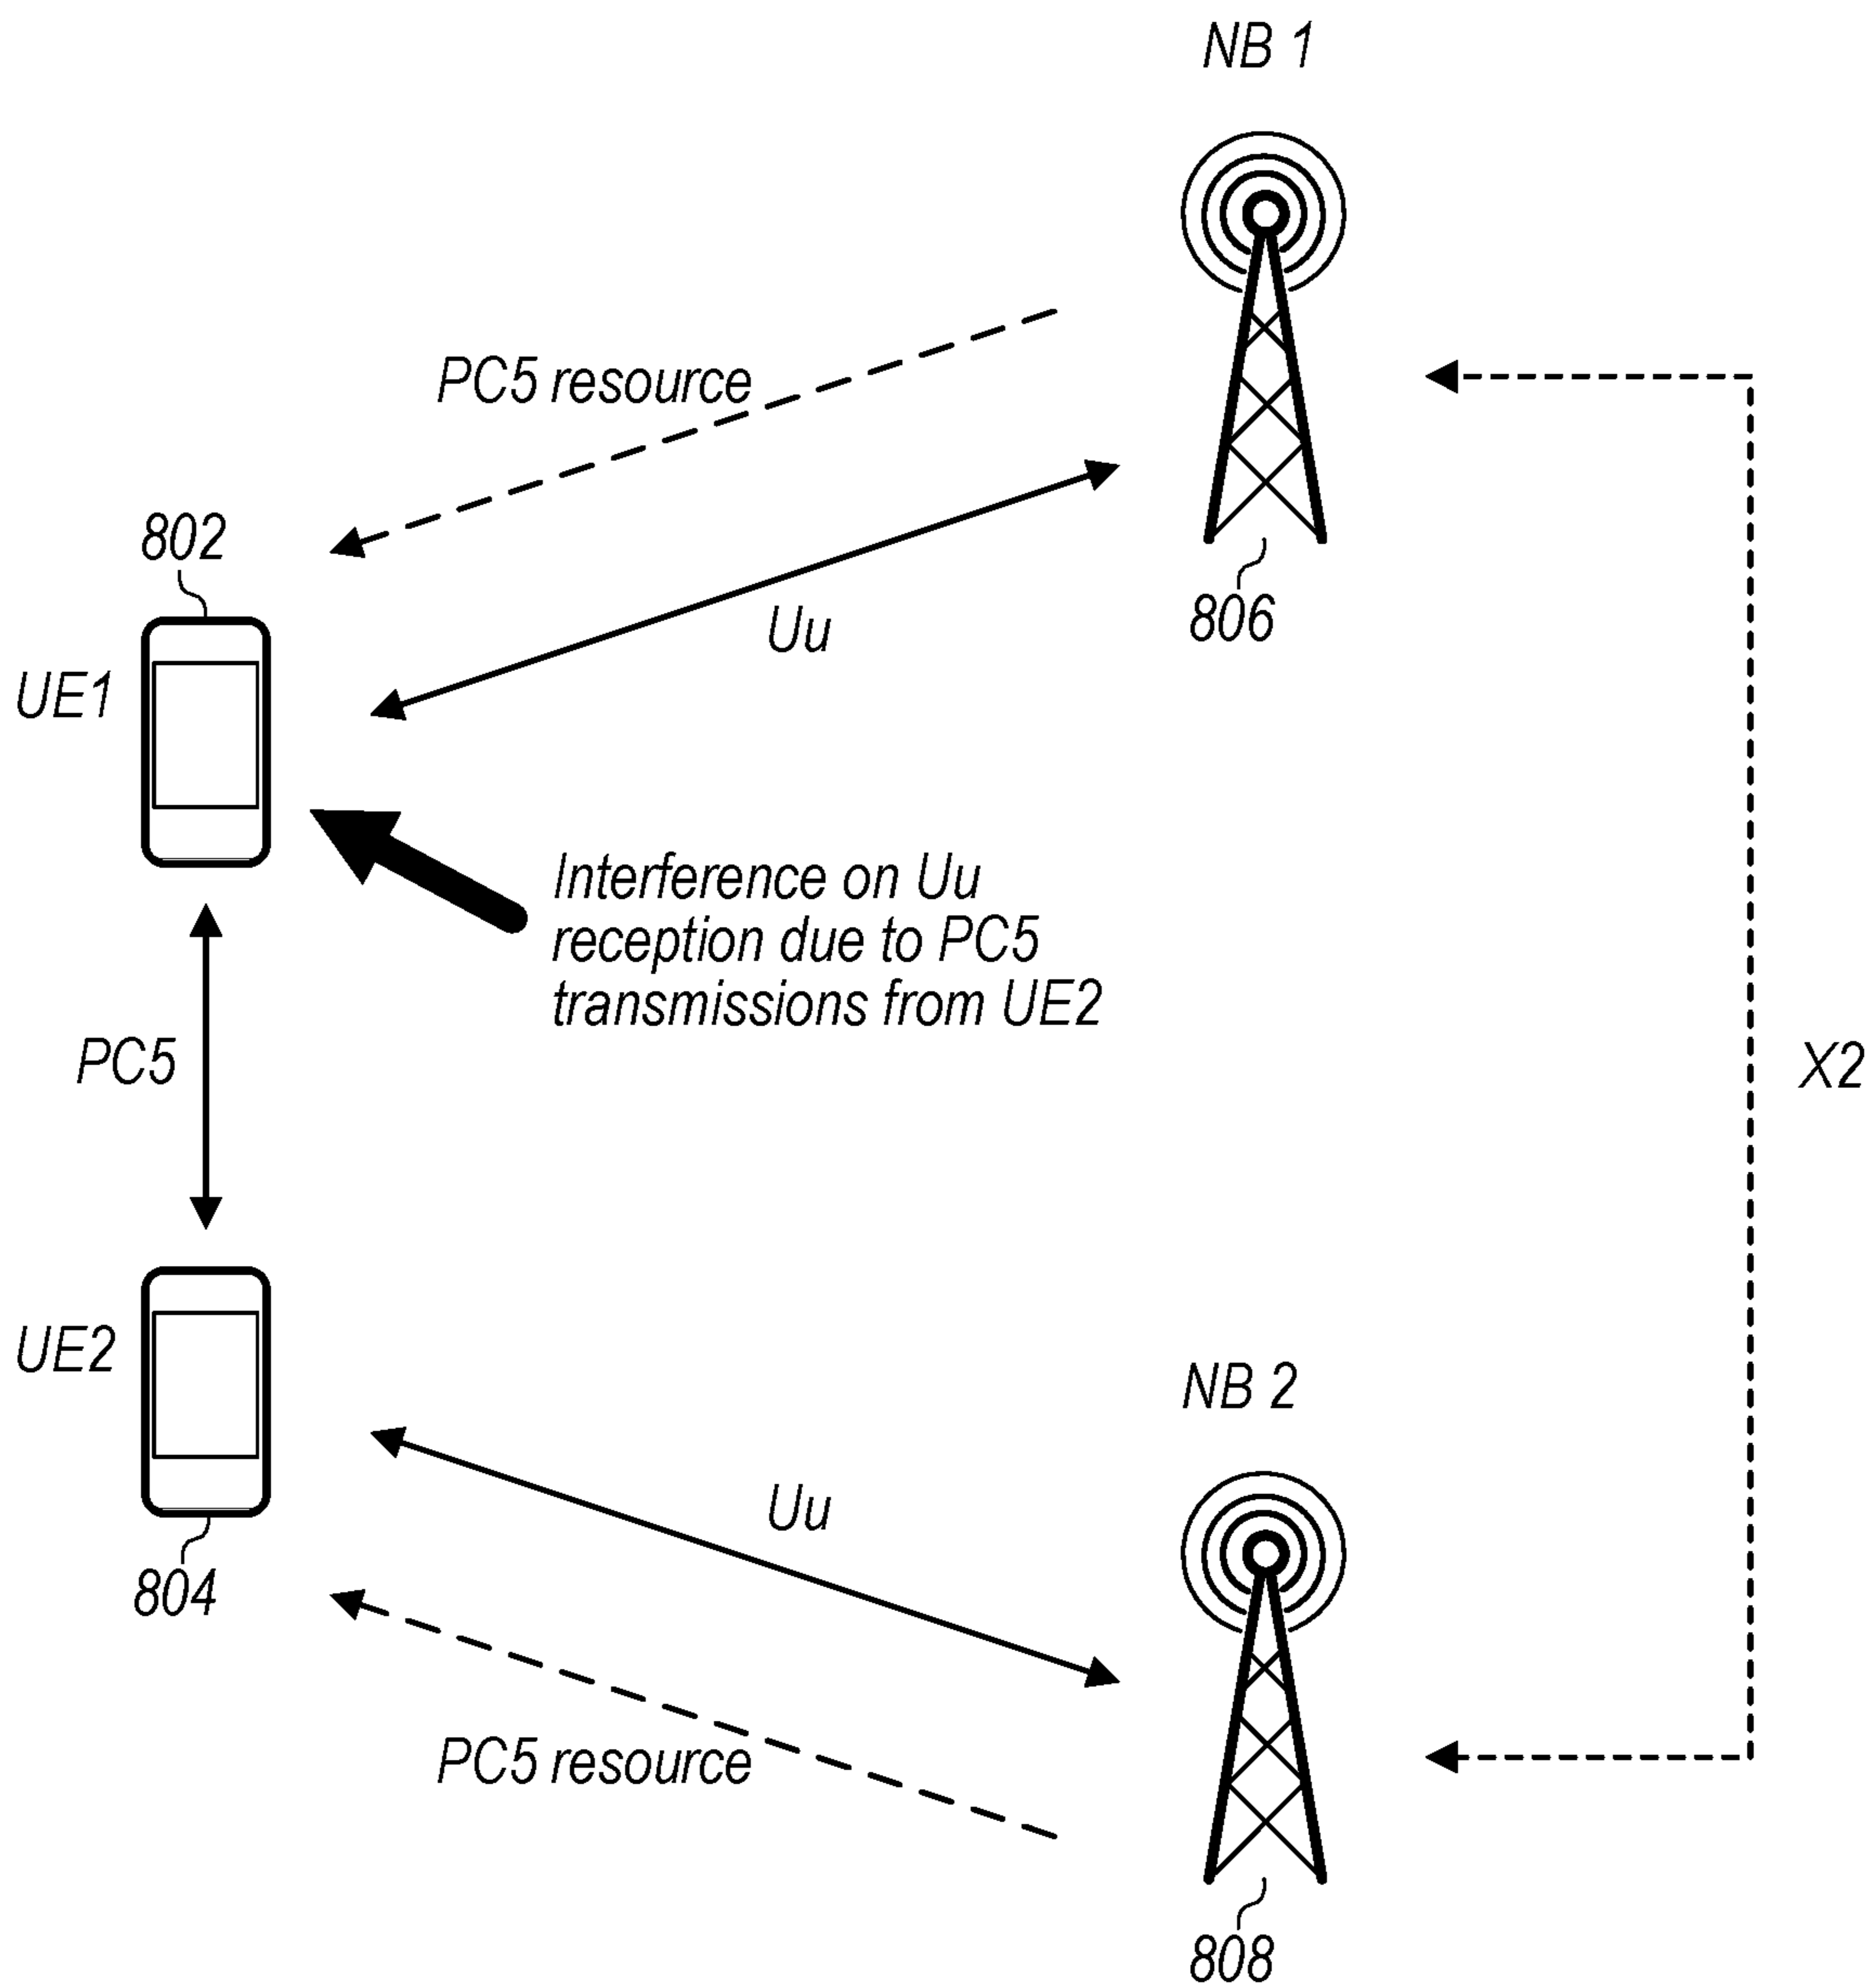 NB 1
PC5 resource
802
Uu
806
UE1
Interference on Uu
reception due to PC5
transmissions from UE2
PC5
X2
UE2
NB 2
Uu
804
PC5 resource
808